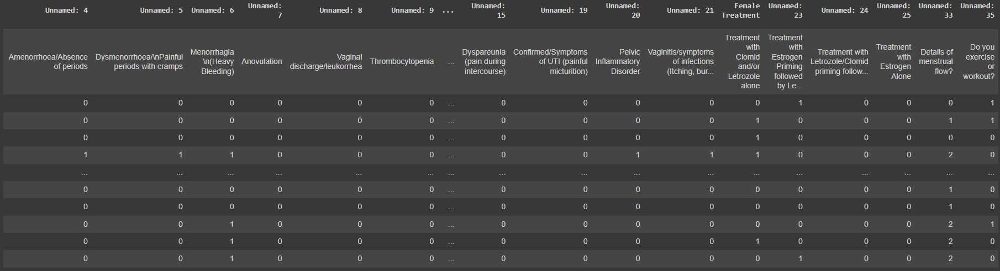 Unnamed: 4 Unnamed: 5 Unnamed: 6 Unnamed: 7 Unnamed: 8 Unnamed: 9 ... Unnamed: 15 Unnamed: 19 Unnamed: 20 Unnamed: 21 Female Treatment Unnamed: 23 Unnamed: 24 Unnamed: 25 Unnamed: 33 Unnamed: 35
Amenorrhoea/Absence of periods Dysmenorrhoea/\nPainful periods with cramps Menorrhagia \n(Heavy Bleeding) Anovulation Vaginal discharge/leukorrhea Thrombocytopenia ... Dyspareunia (pain during intercourse) Confirmed/Symptoms of UTI (painful micturition) Pelvic Inflammatory Disorder Vaginitis/symptoms of infections (Itching, bur... Treatment with Clomid and/or Letrozole alone Treatment with Estrogen Priming followed by Le... Treatment with Letrozole/Clomid priming follow... Treatment with Estrogen Alone Details of menstrual flow? Do you exercise or workout?
0 0 0 0 0 0 ... 0 0 0 0 0 1 0 0 0 1
0 0 0 0 0 0 ... 0 0 0 0 1 0 0 0 1 1
0 0 0 0 0 0 ... 0 0 0 0 1 0 0 0 0 0
1 1 1 0 0 0 ... 0 0 1 1 1 0 0 0 2 0
... ... ... ... ... ... ... ... ... ... ... ... ... ... ... ... ...
0 0 0 0 0 0 ... 0 0 0 0 0 0 0 0 1 0
0 0 0 0 0 0 ... 0 0 0 0 0 0 0 0 1 0
0 0 1 0 0 0 ... 0 0 0 0 0 0 0 0 2 1
0 0 1 0 0 0 ... 0 0 0 0 1 0 0 0 2 0
0 0 1 0 0 0 ... 0 0 0 0 0 1 0 0 2 0